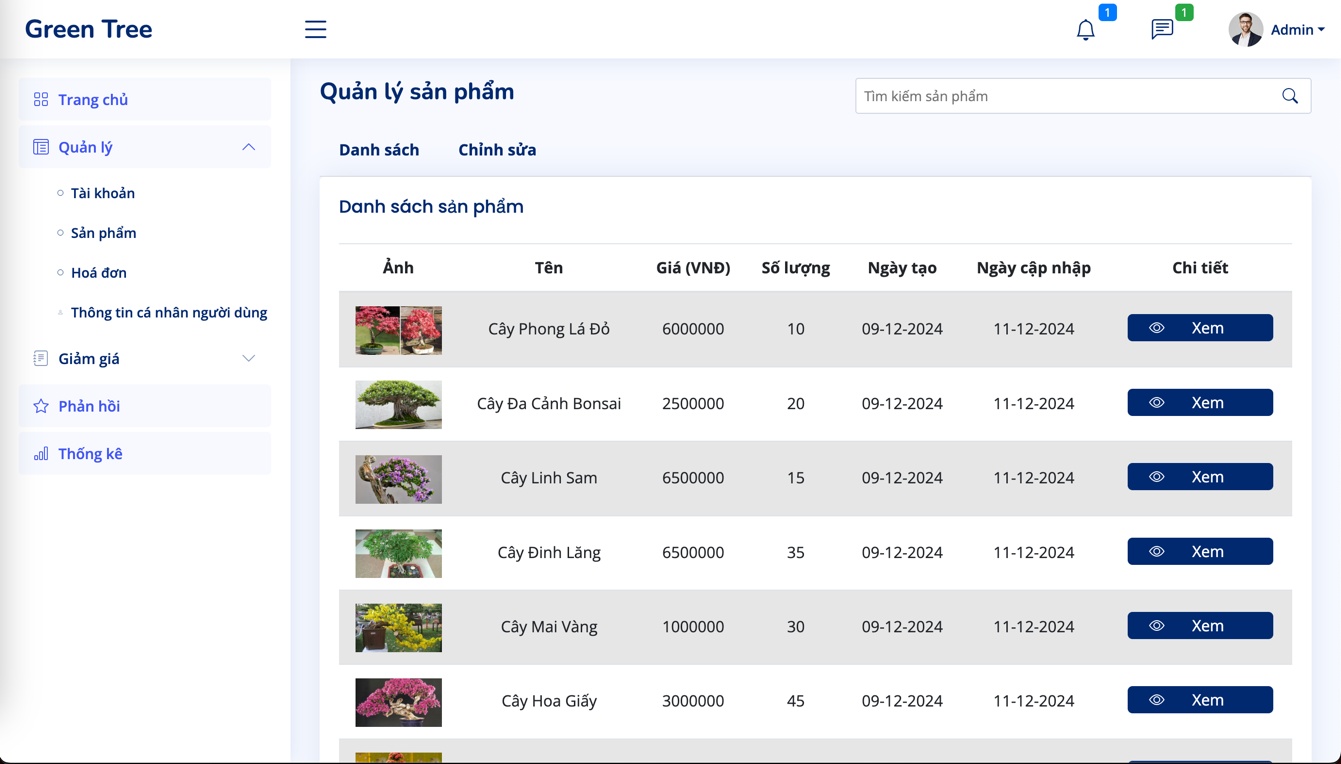 Green Tree
1
1
Admin
Trang chủ
Quản lý
Tài khoản
Sản phẩm
Hoá đơn
Thông tin cá nhân người dùng
Giảm giá
Phản hồi
Thống kê
Quản lý sản phẩm
Tìm kiếm sản phẩm
Danh sách Chỉnh sửa
Danh sách sản phẩm
Ảnh Tên Giá (VNĐ) Số lượng Ngày tạo Ngày cập nhập Chi tiết
Cây Phong Lá Đỏ 6000000 10 09-12-2024 11-12-2024 Xem
Cây Đa Cảnh Bonsai 2500000 20 09-12-2024 11-12-2024 Xem
Cây Linh Sam 6500000 15 09-12-2024 11-12-2024 Xem
Cây Đinh Lăng 6500000 35 09-12-2024 11-12-2024 Xem
Cây Mai Vàng 1000000 30 09-12-2024 11-12-2024 Xem
Cây Hoa Giấy 3000000 45 09-12-2024 11-12-2024 Xem